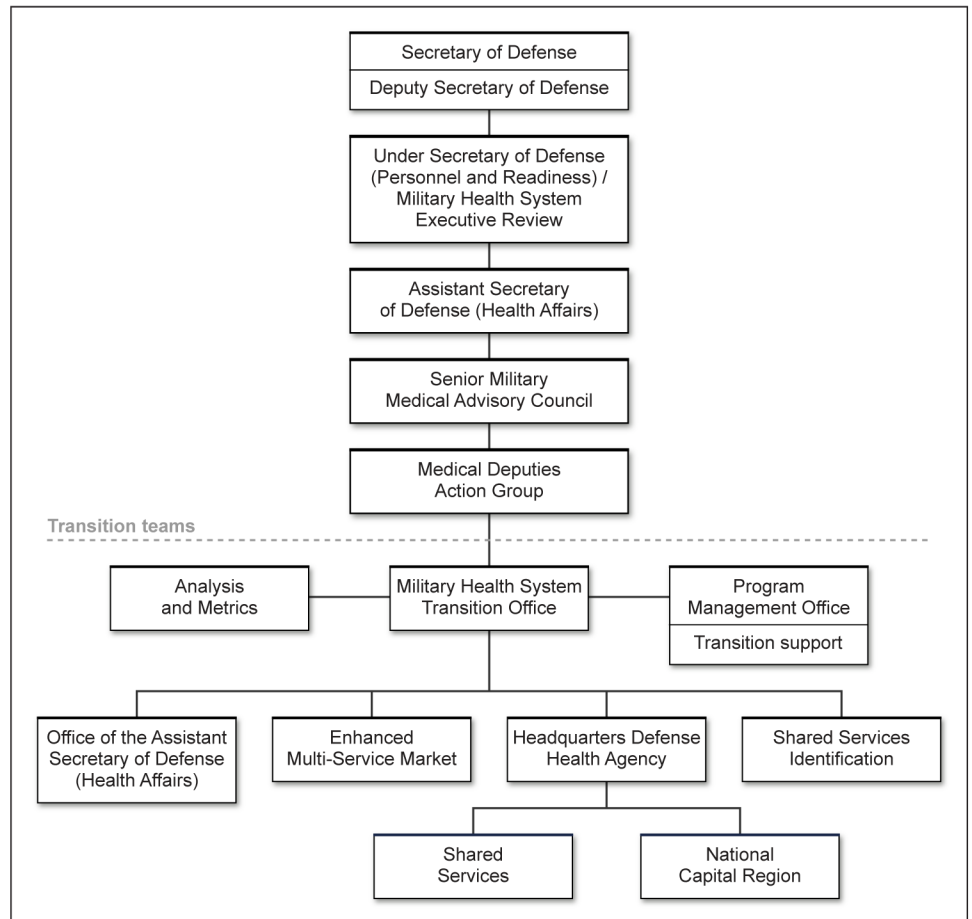 Secretary of Defense
Deputy Secretary of Defense
Under Secretary of Defense
(Personnel and Readiness) /
Military Health System
Executive Review
Assistant Secretary
of Defense (Health Affairs)
Senior Military
Medical Advisory Council
Medical Deputies
Action Group
Transition teams
Analysis
and Metrics
Military Health System
Transition Office
Program
Management Office
Transition support
Office of the Assistant
Secretary of Defense
(Health Affairs)
Enhanced
Multi-Service Market
Headquarters Defense
Health Agency
Shared Services
Identification
Shared
Services
National
Capital Region